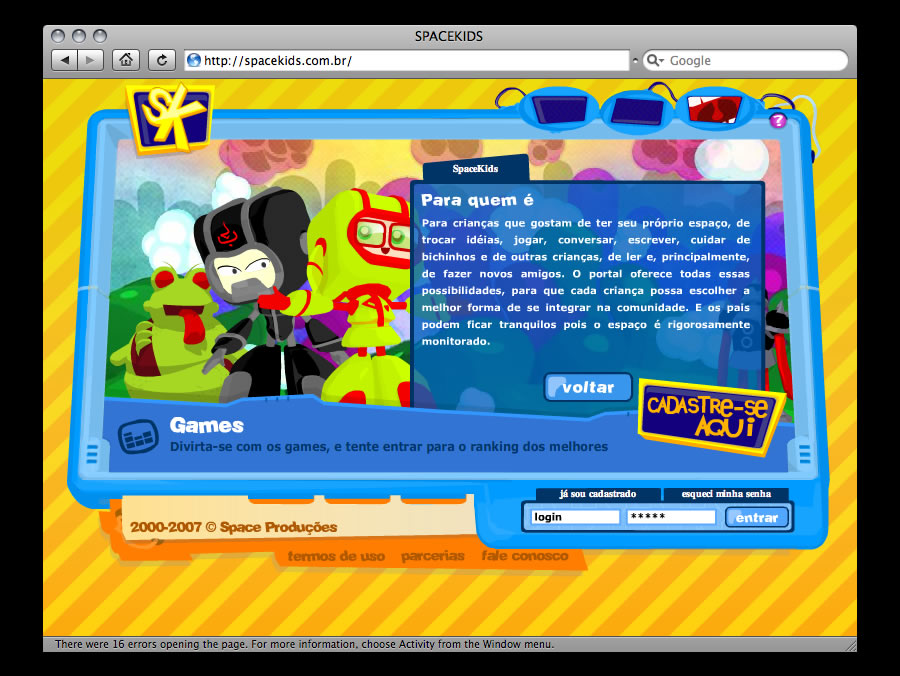 SPACEKIDS
http://spacekids.com.br/
Google
SK
?
SpaceKids
Para quem é
Para crianças que gostam de ter seu próprio espaço, de
trocar idéias, jogar, conversar, escrever, cuidar de
bichinhos e de outras crianças, de ler e, principalmente,
de fazer novos amigos. O portal oferece todas essas
possibilidades, para que cada criança possa escolher a
melhor forma de se integrar na comunidade. E os pais
podem ficar tranquilos pois o espaço é rigorosamente
monitorado.
voltar
CADASTRE-SE
AQUI
Games
Divirta-se com os games, e tente entrar para o ranking dos melhores
já sou cadastrado
esqueci minha senha
login
*****
entrar
2000-2007 © Space Produções
termos de uso
parcerias
fale conosco
There were 16 errors opening the page. For more information, choose Activity from the Window menu.